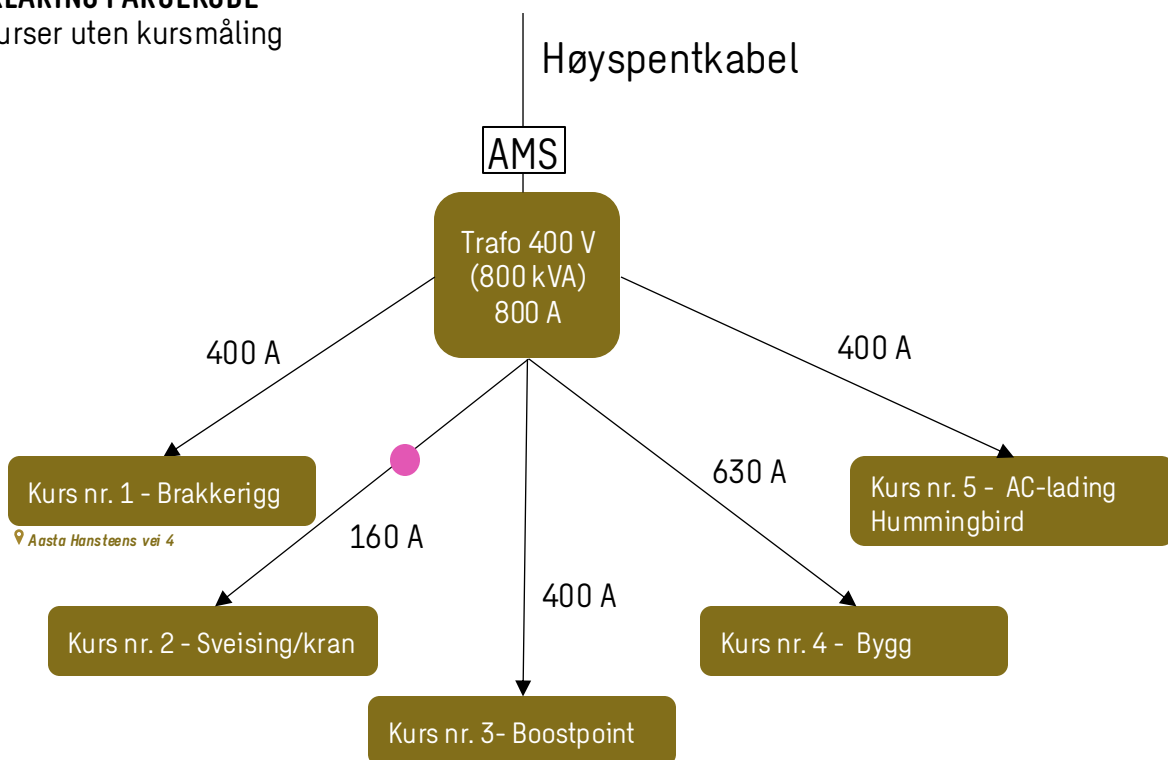 urser uten kursmåling
Høyspentkabel
AMS
Trafo 400 V
(800 kVA)
800 A
400 A
400 A
630 A
160 A
400 A
Kurs nr. 1 - Brakkerigg
Aasta Hansteens vei 4
Kurs nr. 5 - AC-lading
Hummingbird
Kurs nr. 2 - Sveising/kran
Kurs nr. 4 - Bygg
Kurs nr. 3- Boostpoint